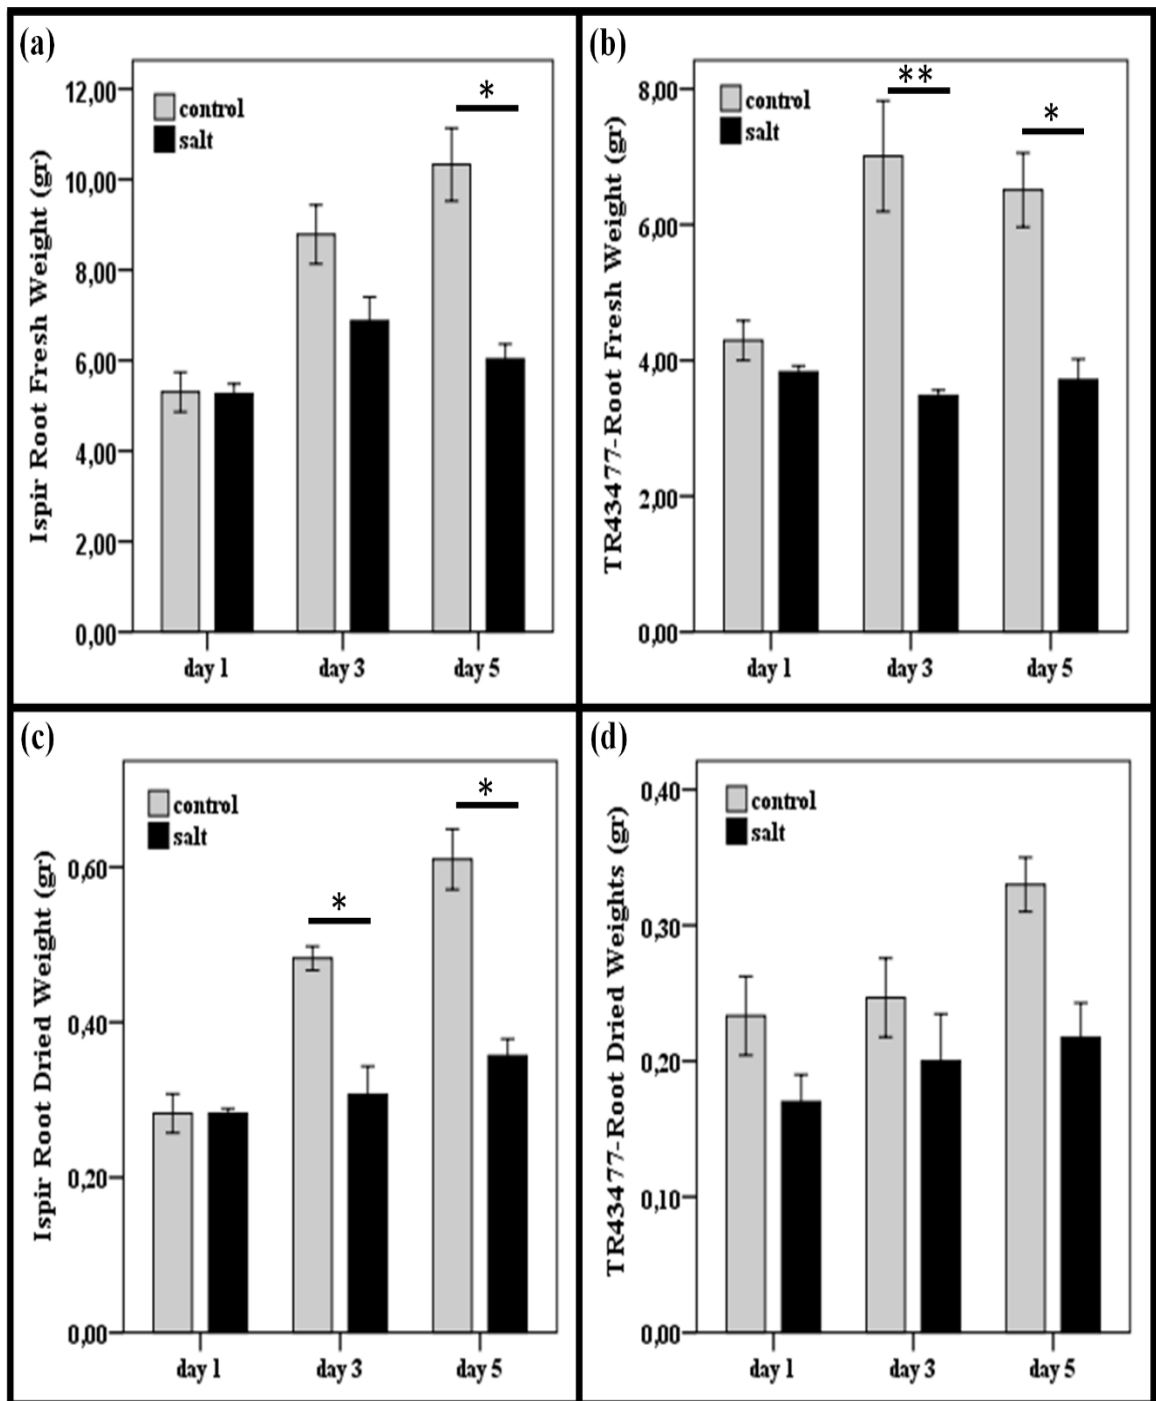 (a)
Ispir Root Fresh Weight (gr)
12,00
10,00
8,00
6,00
4,00
2,00
0,00
control
salt
*
day 1
day 3
day 5
(b)
TR43477-Root Fresh Weight (gr)
8,00
6,00
4,00
2,00
0,00
control
salt
**
*
day 1
day 3
day 5
(c)
Ispir Root Dried Weight (gr)
0,60
0,40
0,20
0,00
control
salt
*
*
day 1
day 3
day 5
(d)
TR43477-Root Dried Weights (gr)
0,40
0,30
0,20
0,10
0,00
control
salt
day 1
day 3
day 5